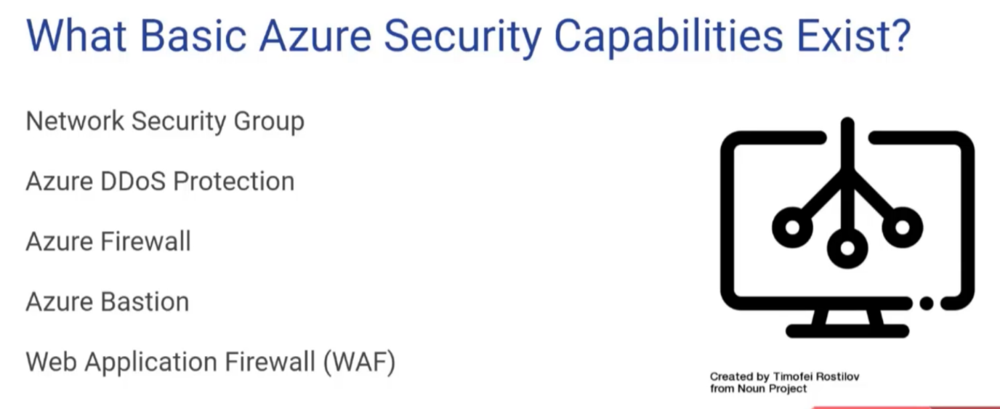 What Basic Azure Security Capabilities Exist?
Network Security Group
Azure DDoS Protection
Azure Firewall
Azure Bastion
Web Application Firewall (WAF)
Created by Timofei Rostilov
from Noun Project